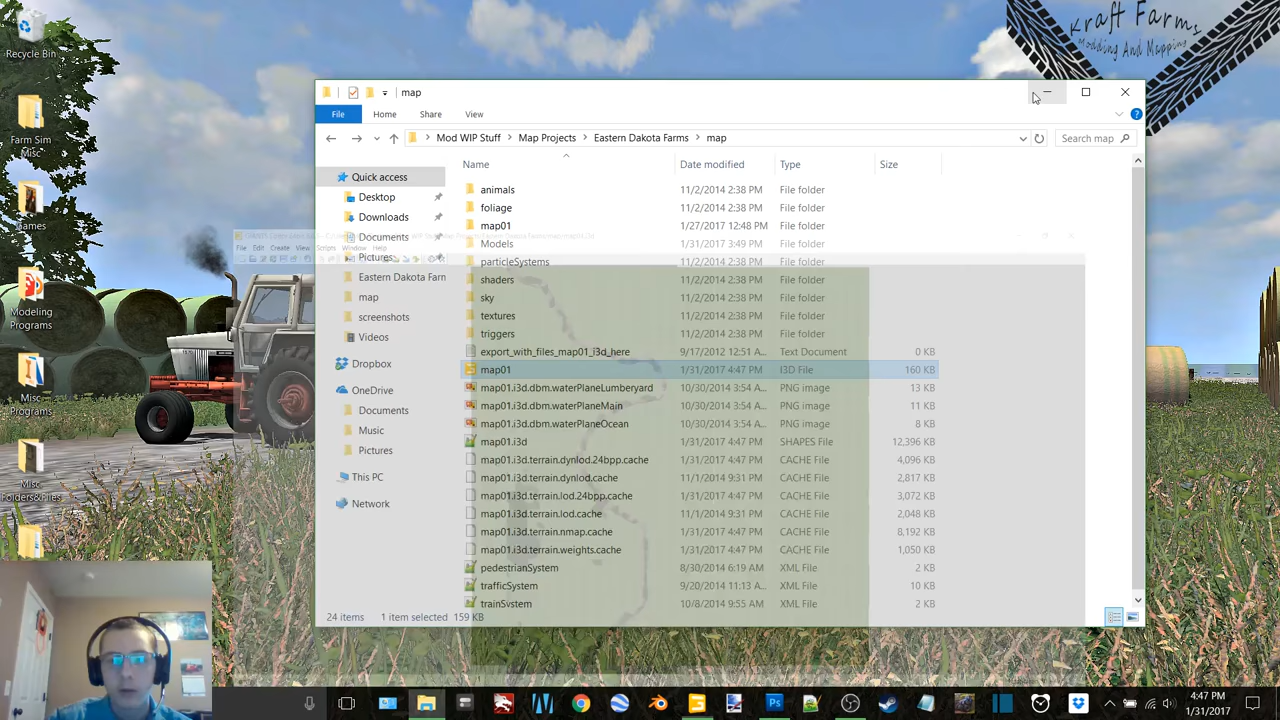 Recycle Bin
Farm Sim
Misc
Games
Modeling
Programs
Misc
Programs
Misc
Folders&Files
Kraft Farms
Modding And Mapping
map
File
Home
Share
View
Mod WIP Stuff
Map Projects
Eastern Dakota Farms
map
Search map
Name
Date modified
Type
Size
Quick access
Desktop
Downloads
Documents
Pictures
Eastern Dakota Farm
map
screenshots
Videos
Dropbox
OneDrive
Documents
Music
Pictures
This PC
Network
animals 11/2/2014 2:38 PM File folder
foliage 11/2/2014 2:38 PM File folder
map01 1/27/2017 12:48 PM File folder
Models 1/31/2017 3:49 PM File folder
particleSystems 11/2/2014 2:38 PM File folder
shaders 11/2/2014 2:38 PM File folder
sky 11/2/2014 2:38 PM File folder
textures 11/2/2014 2:38 PM File folder
triggers 11/2/2014 2:38 PM File folder
export_with_files_map01_i3d_here 9/17/2012 12:51 A... Text Document 0 KB
map01 1/31/2017 4:47 PM I3D File 160 KB
map01.i3d.dbm.waterPlaneLumberyard 10/30/2014 3:54 A... PNG image 13 KB
map01.i3d.dbm.waterPlaneMain 10/30/2014 3:54 A... PNG image 11 KB
map01.i3d.dbm.waterPlaneOcean 10/30/2014 3:54 A... PNG image 8 KB
map01.i3d 1/31/2017 4:47 PM SHAPES File 12,396 KB
map01.i3d.terrain.dynlod.24bpp.cache 1/31/2017 4:47 PM CACHE File 4,096 KB
map01.i3d.terrain.dynlod.cache 11/1/2014 9:31 PM CACHE File 2,817 KB
map01.i3d.terrain.lod.24bpp.cache 1/31/2017 4:47 PM CACHE File 3,072 KB
map01.i3d.terrain.lod.cache 11/1/2014 9:31 PM CACHE File 2,048 KB
map01.i3d.terrain.nmap.cache 1/31/2017 4:47 PM CACHE File 8,192 KB
map01.i3d.terrain.weights.cache 1/31/2017 4:47 PM CACHE File 1,050 KB
pedestrianSystem 8/30/2014 6:19 AM XML File 2 KB
trafficSystem 9/20/2014 11:13 A... XML File 10 KB
trainSystem 10/8/2014 9:55 AM XML File 2 KB
File Edit Create View Scripts Window Help
24 items
1 item selected 159 KB
4:47 PM
1/31/2017